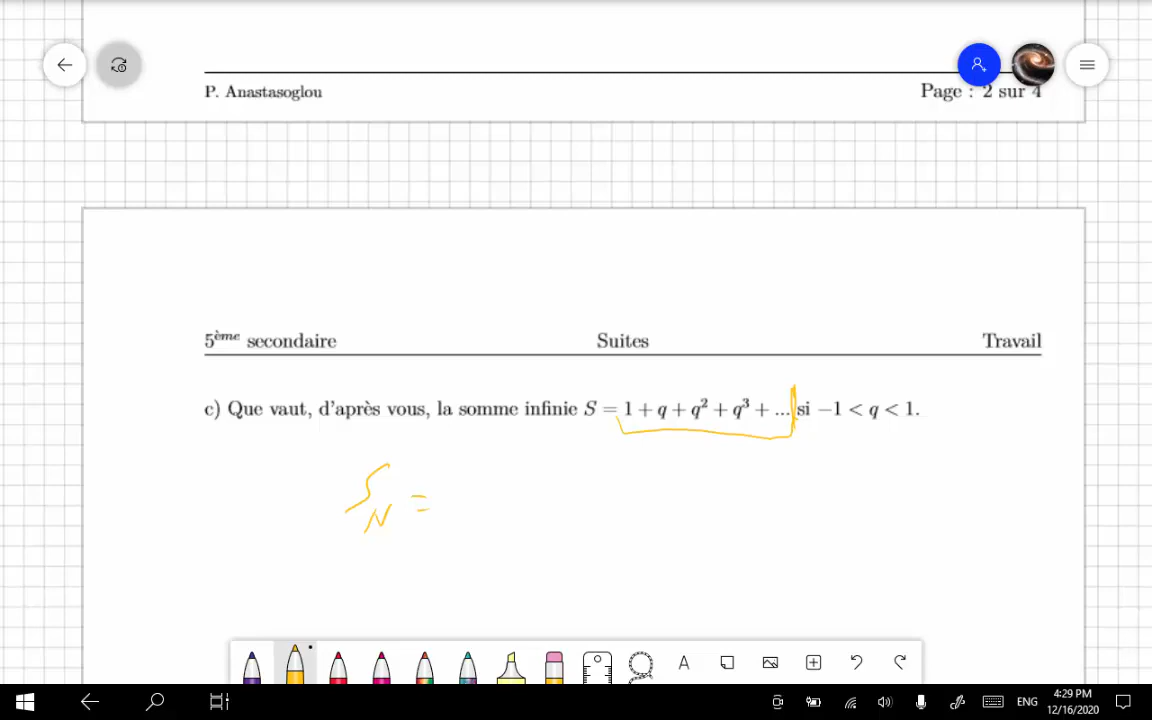 P. Anastasoglou Page : 2 sur 4
5ème secondaire Suites Travail
c) Que vaut, d'après vous, la somme infinie S = 1 + q + q² + q³ + ... si −1 < q < 1.
S_N =
A
ENG
4:29 PM
12/16/2020